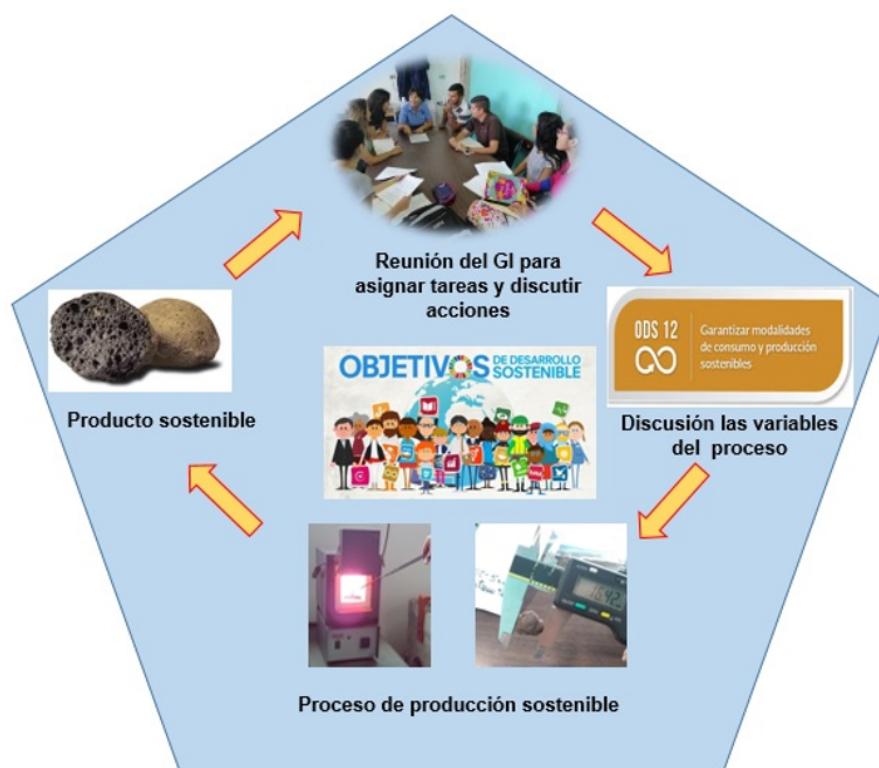 Reunión del GI para
asignar tareas y discutir
acciones
ODS 12
Garantizar modalidades
de consumo y producción
sostenibles
Producto sostenible
OBJETIVOS DE DESARROLLO
SOSTENIBLE
Discusión las variables
del proceso
Proceso de producción sostenible